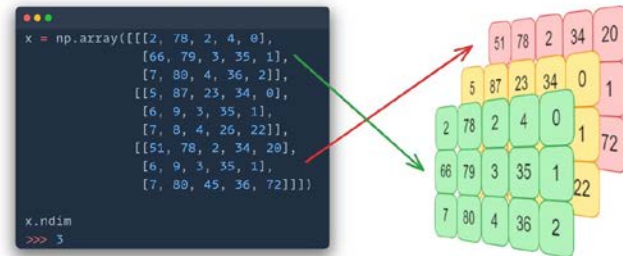 x = np.array([[[2, 78, 2, 4, 0],
[66, 79, 3, 35, 1],
[7, 80, 4, 36, 2]],
[[5, 87, 23, 34, 0],
[6, 9, 3, 35, 1],
[7, 8, 4, 26, 22]],
[[51, 78, 2, 34, 20],
[6, 9, 3, 35, 1],
[7, 80, 45, 36, 72]]])
x.ndim
>>> 3
51 78 2 34 20
5 87 23 34 0 1
2 78 2 4 0 1 72
66 79 3 35 1 22
7 80 4 36 2